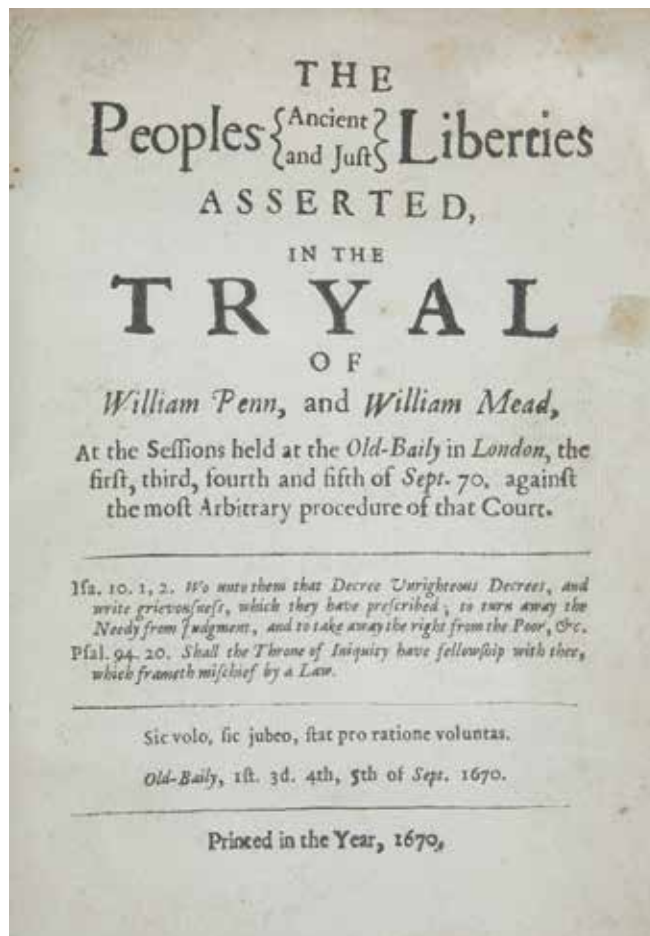 THE
Peoples {Ancient and Juſt} Liberties
ASSERTED,
IN THE
TRYAL
OF
William Penn, and William Mead,
At the Seſſions held at the Old-Baily in London, the
firſt, third, fourth and fifth of Sept. 70. againſt
the moſt Arbitrary procedure of that Court.
Iſa. 10. 1, 2. Wo unto them that Decree Unrighteous Decrees, and
write grievouſneſs, which they have preſcribed; to turn away the
Needy from Judgment, and to take away the right from the Poor, &c.
Pſal. 94. 20. Shall the Throne of Iniquity have fellowſhip with thee,
which frameth miſchief by a Law.
Sic volo, ſic jubeo, ſtat pro ratione voluntas.
Old-Baily, 1ſt. 3d. 4th, 5th of Sept. 1670.
Printed in the Year, 1670.